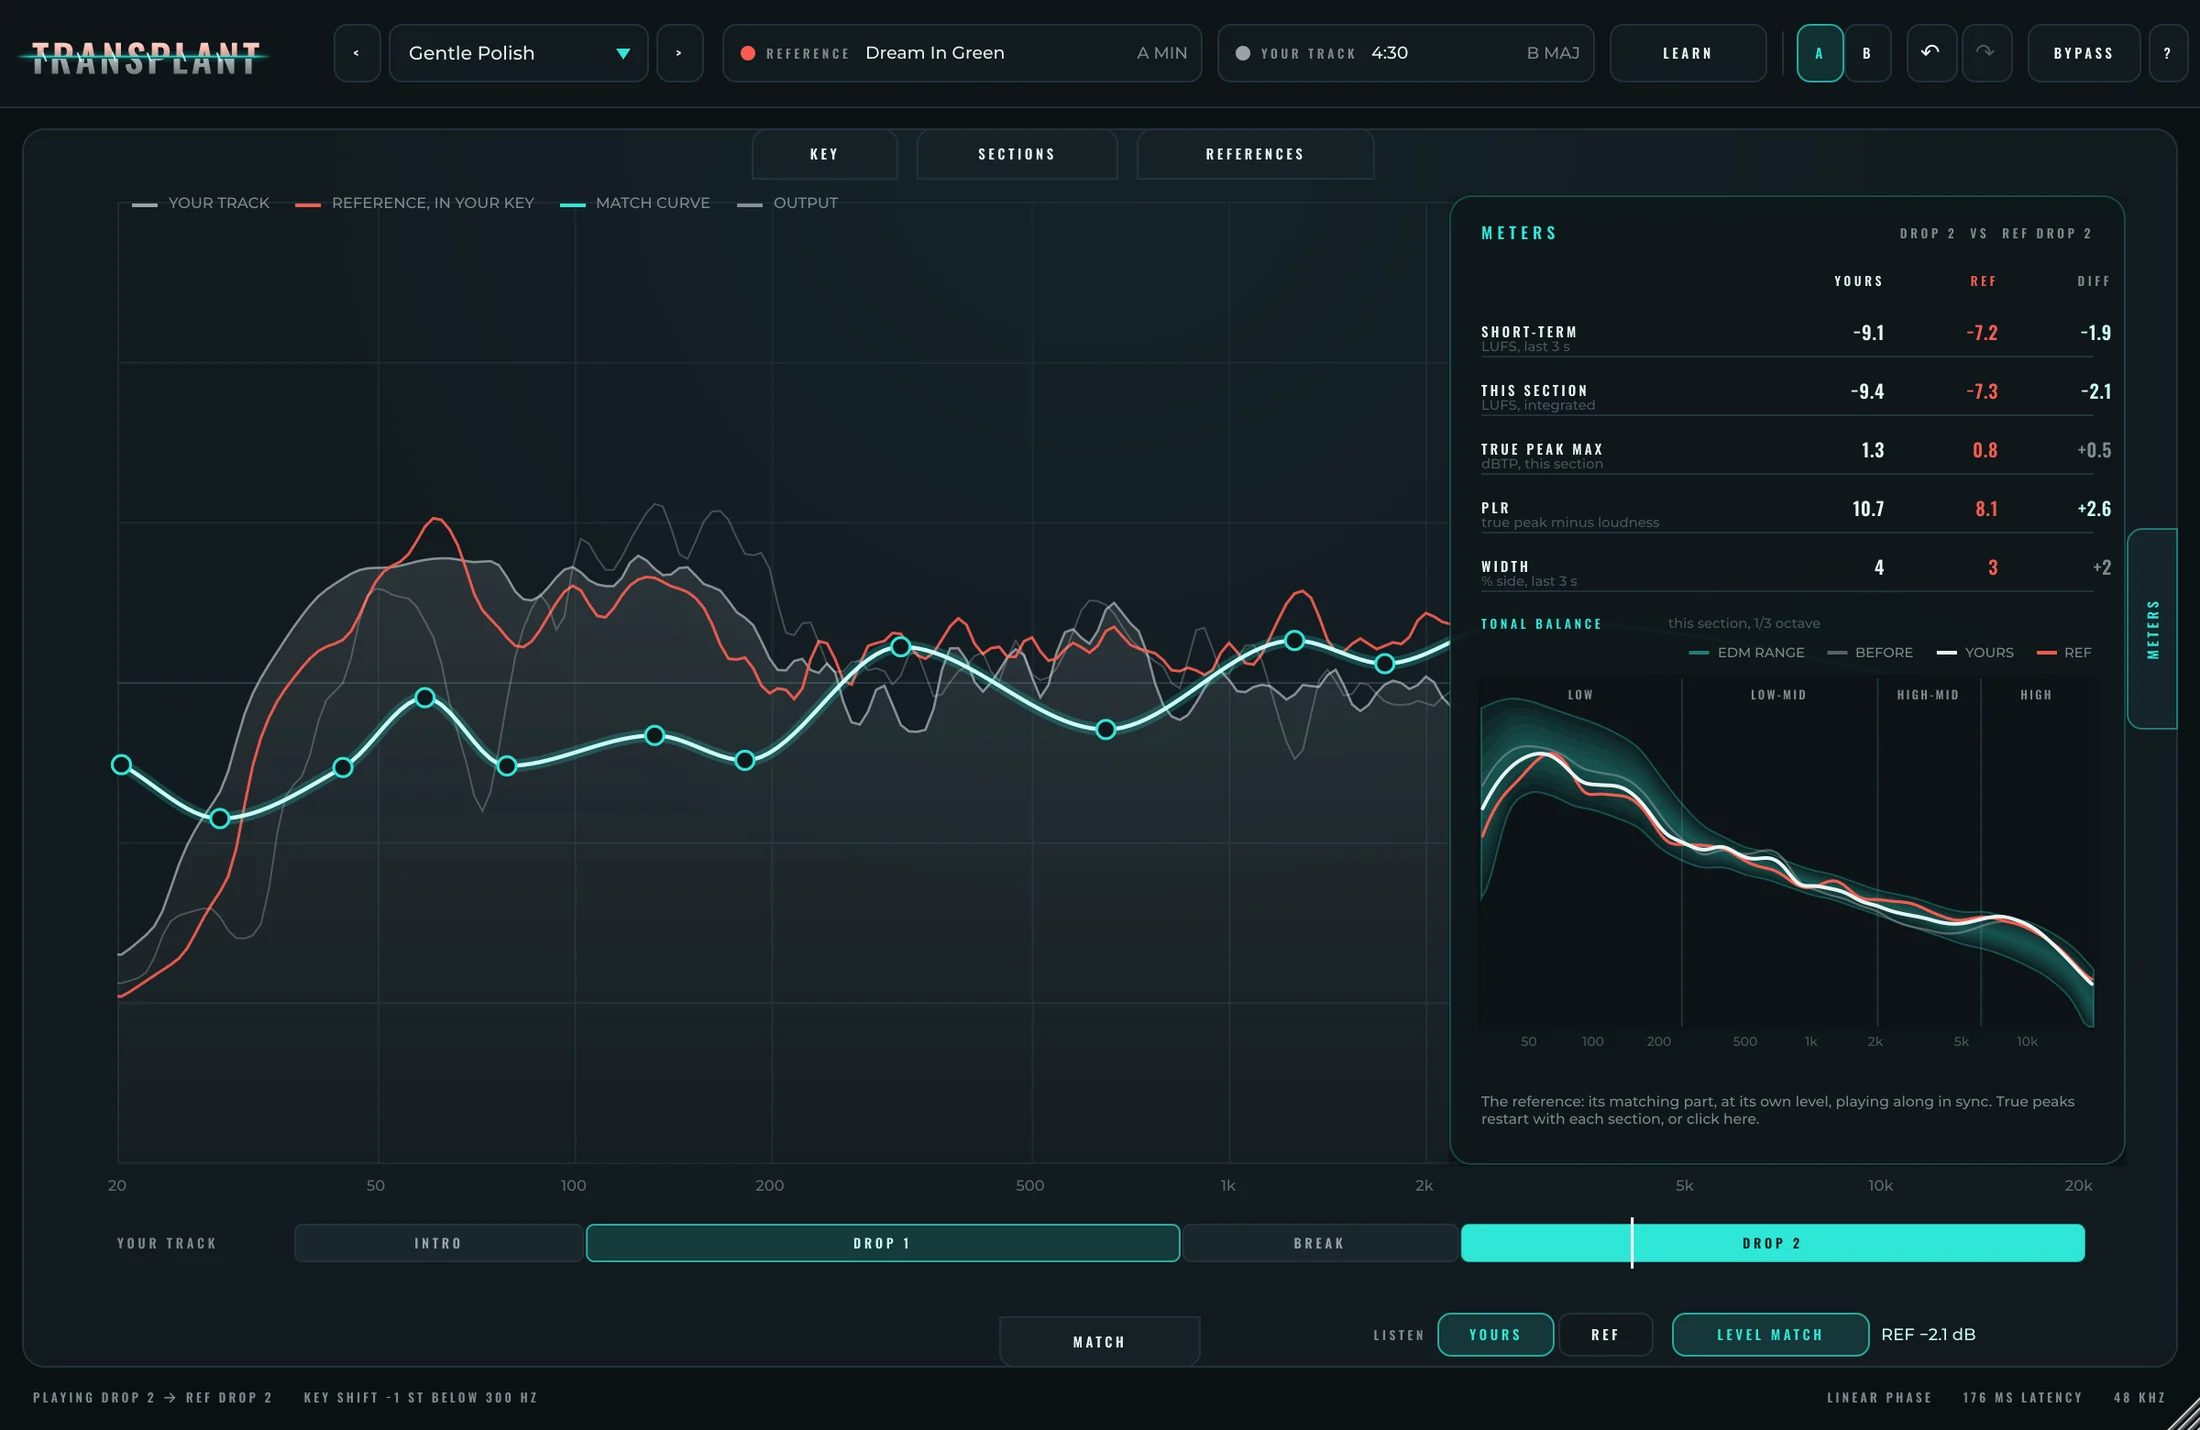 TRANSPLANT
< Gentle Polish >
REFERENCE Dream In Green A MIN
YOUR TRACK 4:30 B MAJ
LEARN
A B
BYPASS ?
KEY SECTIONS REFERENCES
YOUR TRACK REFERENCE, IN YOUR KEY MATCH CURVE OUTPUT
METERS DROP 2 VS REF DROP 2
YOURS REF DIFF
SHORT-TERM -9.1 -7.2 -1.9
LUFS, last 3 s
THIS SECTION -9.4 -7.3 -2.1
LUFS, integrated
TRUE PEAK MAX 1.3 0.8 +0.5
dBTP, this section
PLR 10.7 8.1 +2.6
true peak minus loudness
WIDTH 4 3 +2
% side, last 3 s
TONAL BALANCE this section, 1/3 octave
EDM RANGE BEFORE YOURS REF
LOW LOW-MID HIGH-MID HIGH
50 100 200 500 1k 2k 5k 10k
The reference: its matching part, at its own level, playing along in sync. True peaks
restart with each section, or click here.
METERS
20 50 100 200 500 1k 2k 5k 10k 20k
YOUR TRACK INTRO DROP 1 BREAK DROP 2
MATCH
LISTEN YOURS REF LEVEL MATCH REF -2.1 dB
PLAYING DROP 2 → REF DROP 2 KEY SHIFT -1 ST BELOW 300 HZ
LINEAR PHASE 176 MS LATENCY 48 KHZ